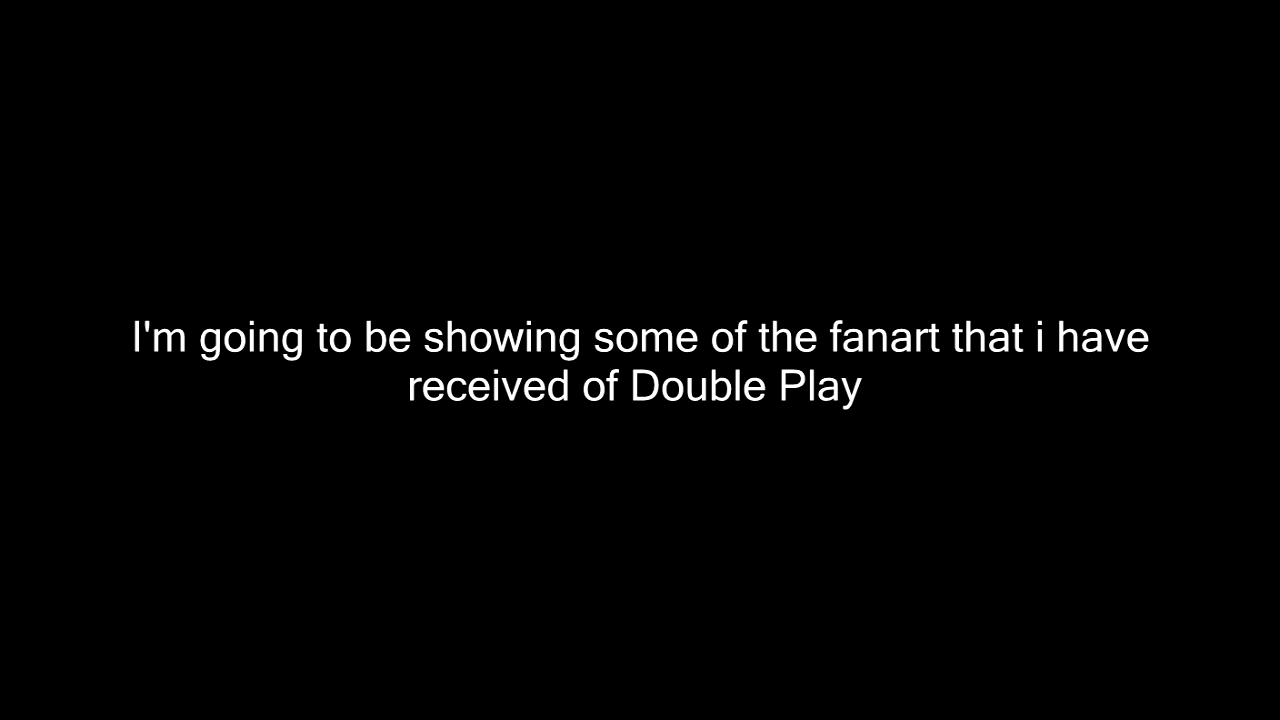 I'm going to be showing some of the fanart that i have
received of Double Play